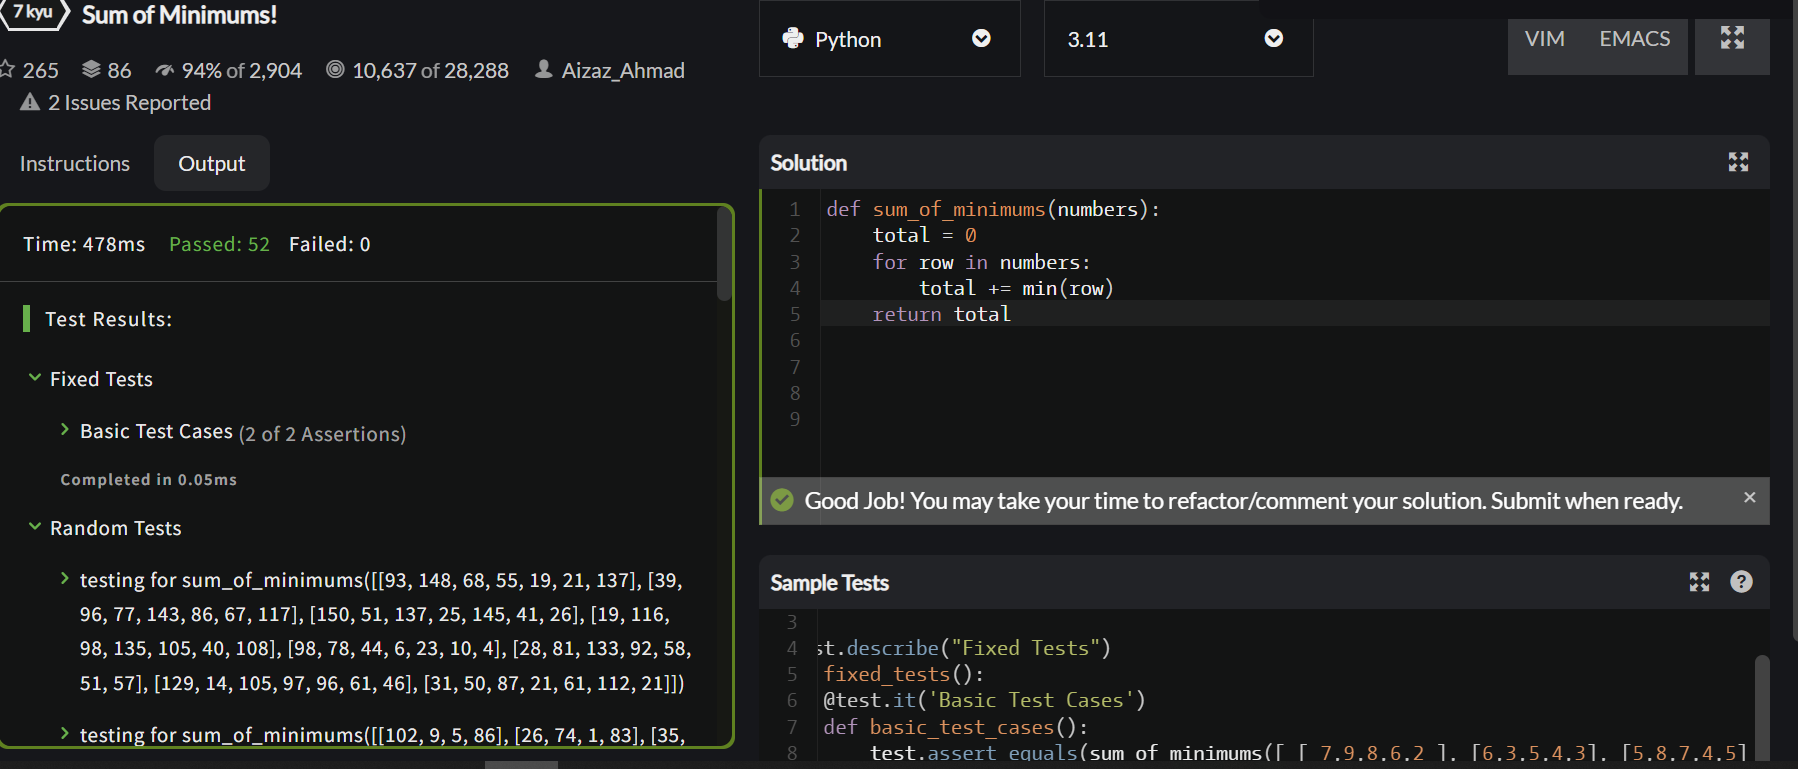 7 kyu Sum of Minimums!
265 86 94% of 2,904 10,637 of 28,288 Aizaz_Ahmad
2 Issues Reported
Instructions Output
Time: 478ms Passed: 52 Failed: 0
Test Results:
Fixed Tests
Basic Test Cases (2 of 2 Assertions)
Completed in 0.05ms
Random Tests
testing for sum_of_minimums([[93, 148, 68, 55, 19, 21, 137], [39,
96, 77, 143, 86, 67, 117], [150, 51, 137, 25, 145, 41, 26], [19, 116,
98, 135, 105, 40, 108], [98, 78, 44, 6, 23, 10, 4], [28, 81, 133, 92, 58,
51, 57], [129, 14, 105, 97, 96, 61, 46], [31, 50, 87, 21, 61, 112, 21]])
testing for sum_of_minimums([[102, 9, 5, 86], [26, 74, 1, 83], [35,
Python 3.11 VIM EMACS
Solution
1 def sum_of_minimums(numbers):
2 total = 0
3 for row in numbers:
4 total += min(row)
5 return total
6
7
8
9
Good Job! You may take your time to refactor/comment your solution. Submit when ready. ×
Sample Tests ?
3
4 st.describe("Fixed Tests")
5 fixed_tests():
6 @test.it('Basic Test Cases')
7 def basic_test_cases():
8 test.assert_equals(sum_of_minimums([ [ 7,9,8,6,2 ], [6,3,5,4,3], [5,8,7,4,5]